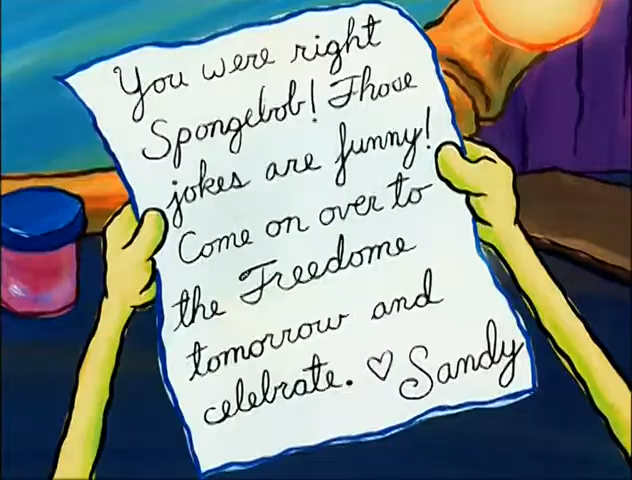 You were right
Spongebob! Those
jokes are funny!
Come on over to
the Freedome
tomorrow and
celebrate. ♡ Sandy